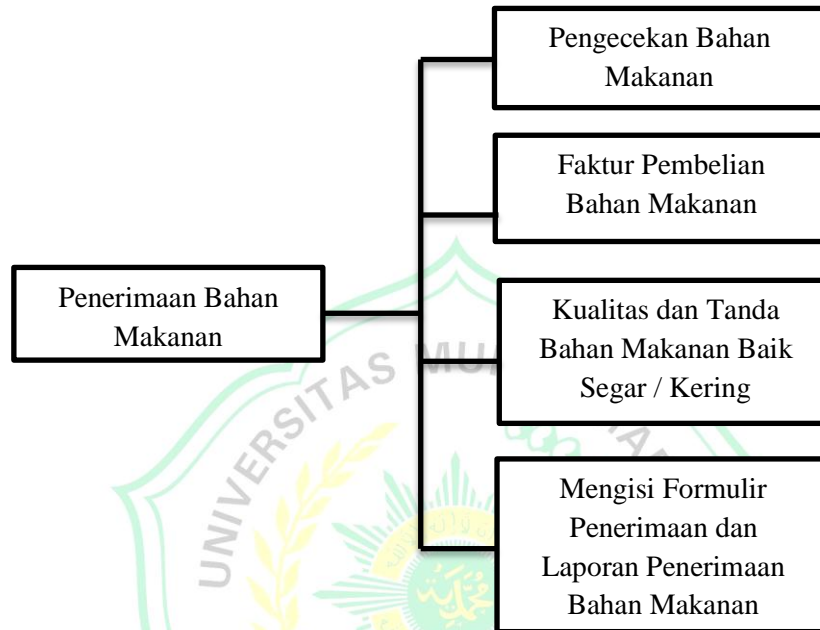 Pengecekan Bahan
Makanan
Faktur Pembelian
Bahan Makanan
Penerimaan Bahan
Makanan
Kualitas dan Tanda
Bahan Makanan Baik
Segar / Kering
Mengisi Formulir
Penerimaan dan
Laporan Penerimaan
Bahan Makanan
UNIVERSITAS